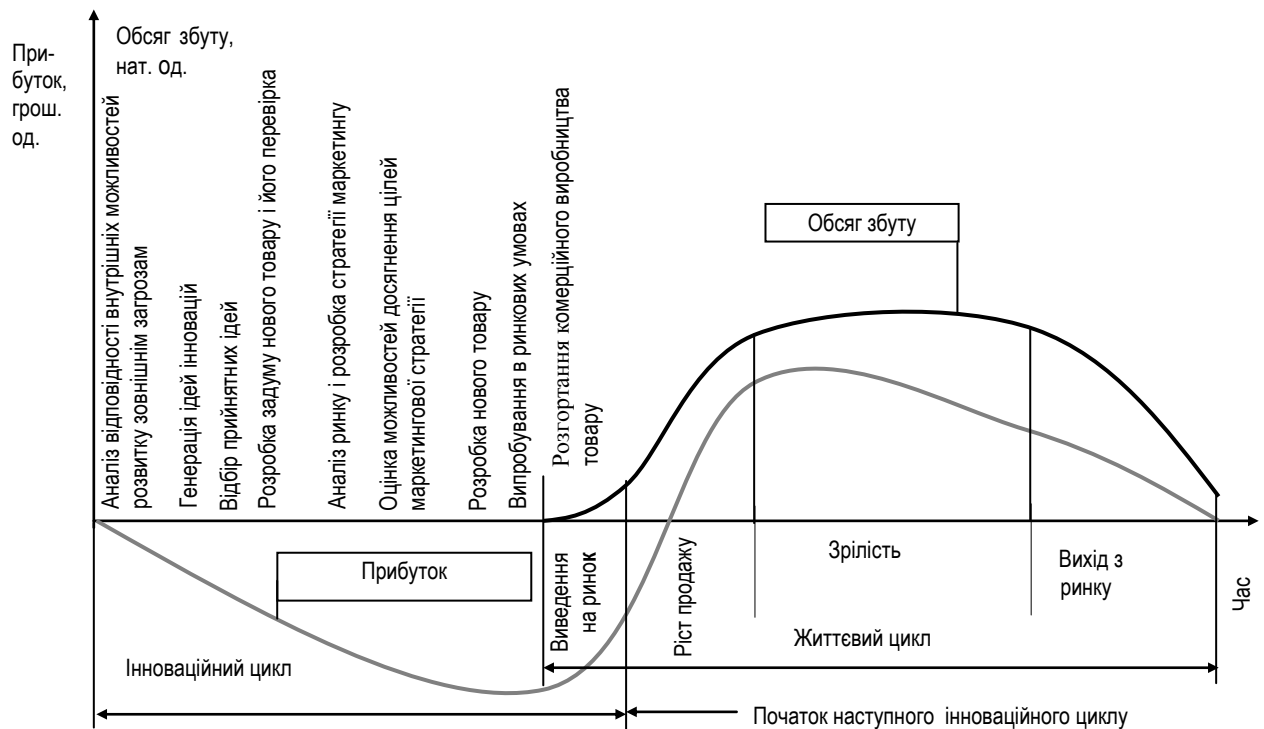 При-
буток,
грош.
од.
Обсяг збуту,
нат. од.
Аналіз відповідності внутрішніх можливостей
розвитку зовнішнім загрозам
Генерація ідей інновацій
Відбір прийнятних ідей
Розробка задуму нового товару і його перевірка
Аналіз ринку і розробка стратегії маркетингу
Оцінка можливостей досягнення цілей
маркетингової стратегії
Розробка нового товару
Випробування в ринкових умовах
Розгортання комерційного виробництва
товару
Обсяг збуту
Прибуток
Виведення
на ринок
Ріст продажу
Зрілість
Вихід з
ринку
Час
Життєвий цикл
Інноваційний цикл
Початок наступного інноваційного циклу